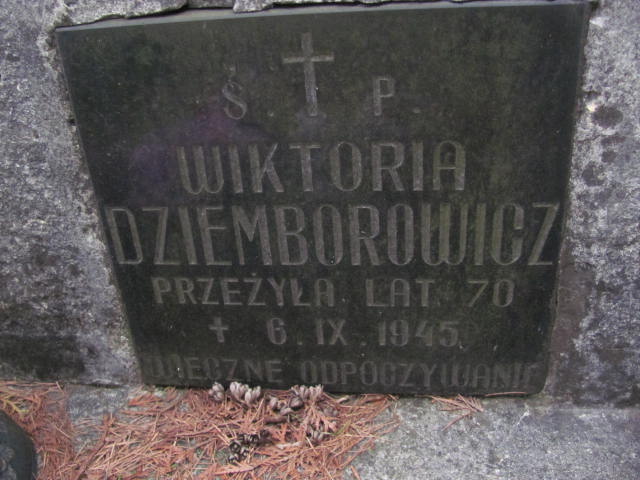 Ś. † P.
WIKTORIA
DZIEMBOROWICZ
PRZEŻYŁA LAT 70
† 6.IX.1945
WIECZNE ODPOCZYWANIE